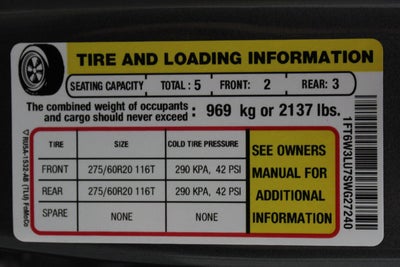 TIRE AND LOADING INFORMATION
SEATING CAPACITY TOTAL : 5 FRONT: 2 REAR: 3
The combined weight of occupants and cargo should never exceed : 969 kg or 2137 lbs.
TIRE SIZE COLD TIRE PRESSURE
FRONT 275/60R20 116T 290 KPA, 42 PSI
REAR 275/60R20 116T 290 KPA, 42 PSI
SPARE NONE NONE
SEE OWNERS
MANUAL FOR
ADDITIONAL
INFORMATION